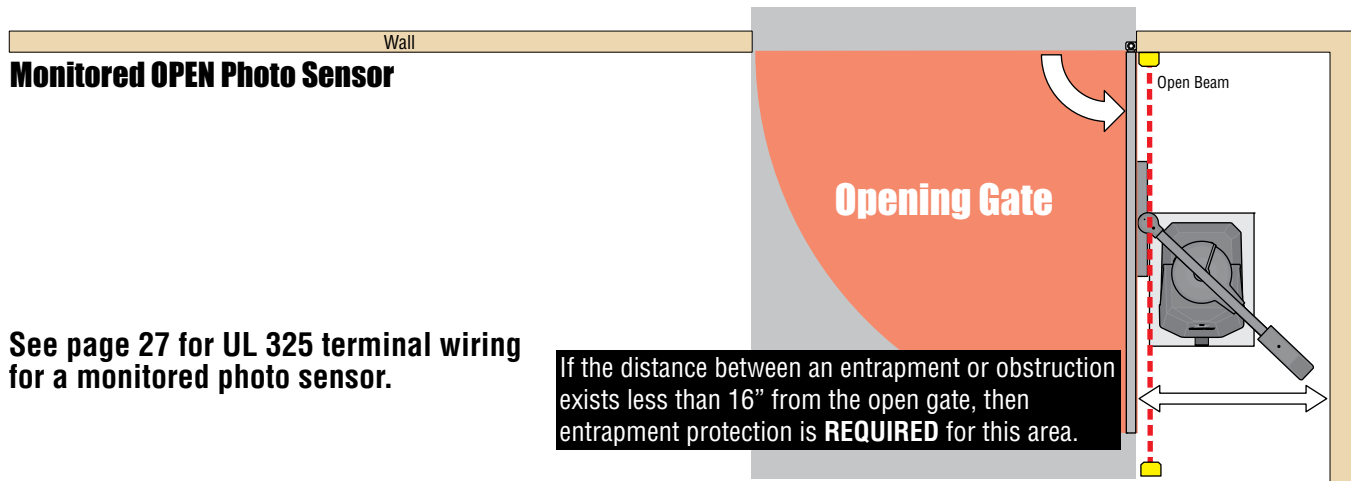 Wall
Monitored OPEN Photo Sensor
Open Beam
Opening Gate
See page 27 for UL 325 terminal wiring
for a monitored photo sensor.
If the distance between an entrapment or obstruction
exists less than 16” from the open gate, then
entrapment protection is REQUIRED for this area.